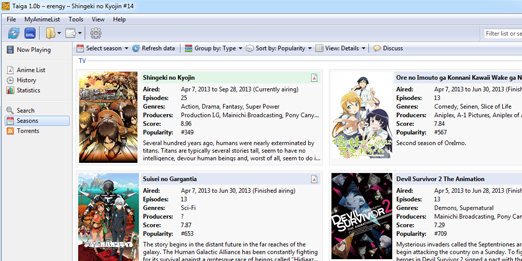 Taiga 1.0b – erengy – Shingeki no Kyojin #14
File MyAnimeList Tools View Help
Filter list or se
Now Playing
Anime List
History
Statistics
Search
Seasons
Torrents
Select season Refresh data Group by: Type Sort by: Popularity View: Details Discuss
TV
Shingeki no Kyojin
Aired: Apr 7, 2013 to Sep 28, 2013 (Currently airing)
Episodes: 25
Genres: Action, Drama, Fantasy, Super Power
Producers: Production I.G, Mainichi Broadcasting, Pony Cany...
Score: 8.96
Popularity: #349
Several hundred years ago, humans were nearly exterminated by
titans. Titans are typically several stories tall, seem to have no
intelligence, devour human beings and, worst of all, seem to do i...
Ore no Imouto ga Konnani Kawaii Wake ga N
Aired: Apr 7, 2013 to Jun 30, 2013 (Finished a
Episodes: 13
Genres: Comedy, Seinen, Slice of Life
Producers: Aniplex, A-1 Pictures, Aniplex of
Score: 7.84
Popularity: #567
Second season of OreImo.
Suisei no Gargantia
Aired: Apr 7, 2013 to Jun 30, 2013 (Finished airing)
Episodes: 13
Genres: Sci-Fi
Producers: ?
Score: 7.87
Popularity: #653
The story begins in the distant future in the far reaches of the
galaxy. The Human Galactic Alliance has been constantly fighting
for its survival against a grotesque race of beings called "Hidiaaz
Devil Survivor 2 The Animation
Aired: Apr 5, 2013 to Jun 28, 2013 (Finished a
Episodes: 13
Genres: Demons, Supernatural
Producers: Mainichi Broadcasting, Pony Cany
Score: 7.29
Popularity: #709
Mysterious invaders called the Septentriones ar
begin attacking the country on a Sunday. To fig
DEVIL
SURVIVOR
2